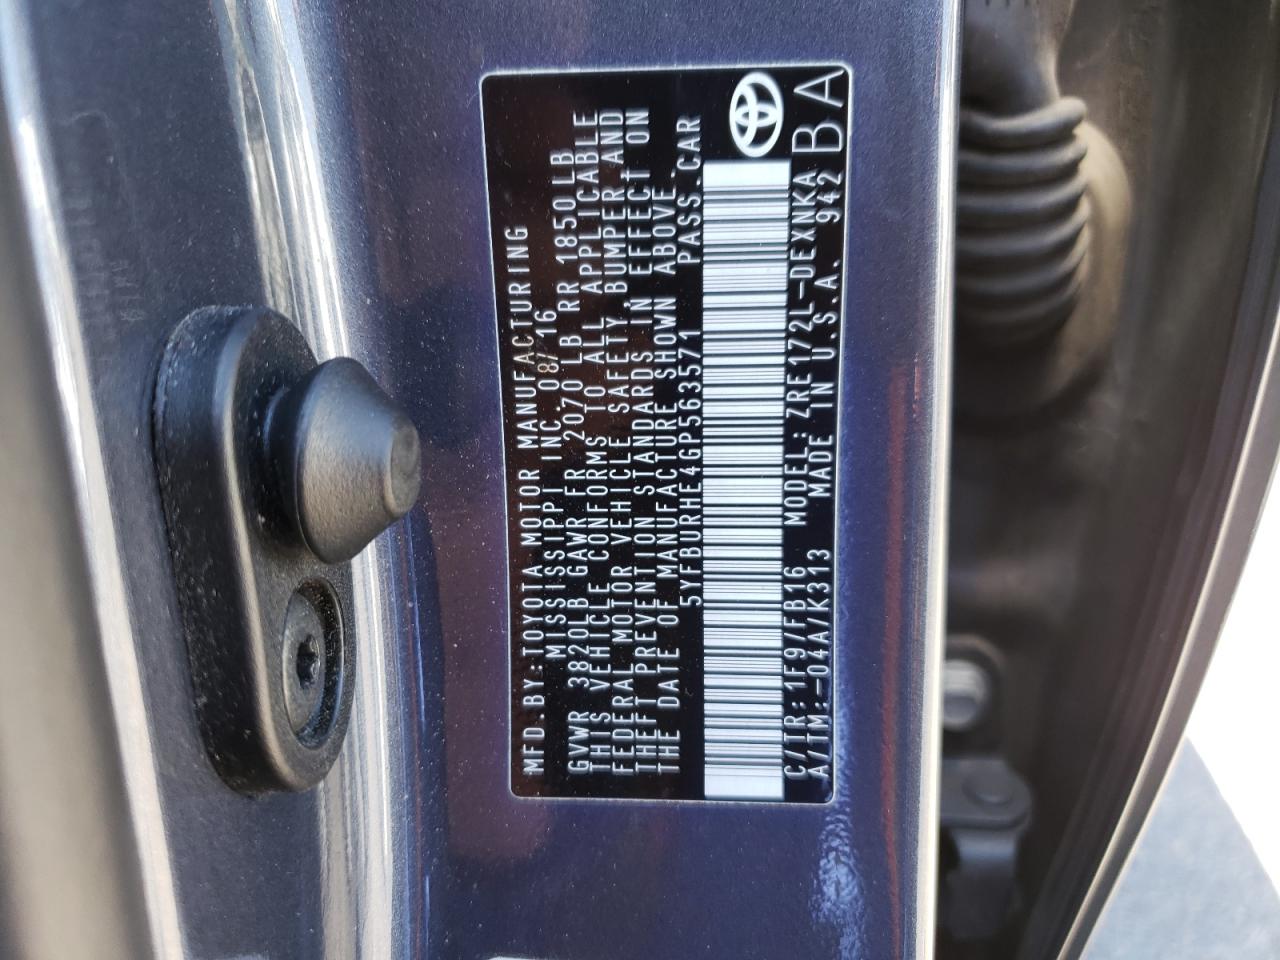 MFD.BY:TOYOTA MOTOR MANUFACTURING
MISSISSIPPI INC. 08/16
GVWR 3820LB GAWR FR 2070 LB RR 1850LB
THIS VEHICLE CONFORMS TO ALL APPLICABLE
FEDERAL MOTOR VEHICLE SAFETY, BUMPER,AND
THEFT PREVENTION STANDARDS IN EFFECT ON
THE DATE OF MANUFACTURE SHOWN ABOVE.
5YFBURHE4GP563571 PASS.CAR
C/TR:1F9/FB16 MODEL:ZRE172L-DEXNKA
A/TM:-04A/K313 MADE IN U.S.A. 942
BA